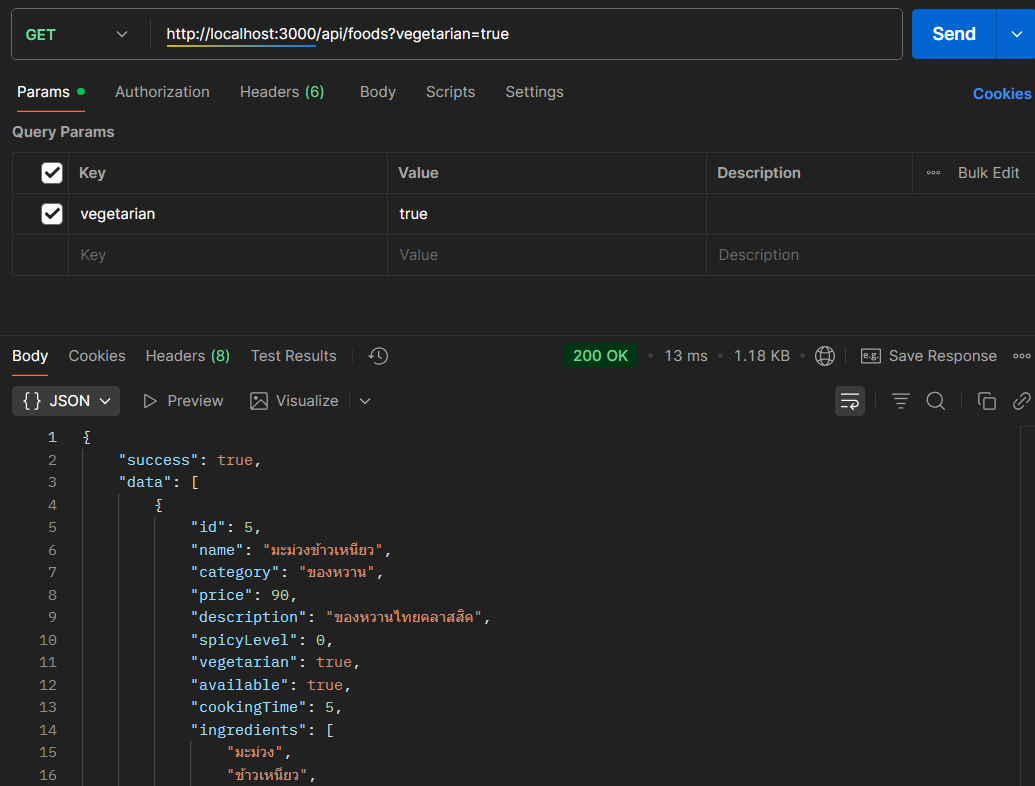 GET http://localhost:3000/api/foods?vegetarian=true Send
Params Authorization Headers (6) Body Scripts Settings Cookies
Query Params
Key Value Description Bulk Edit
vegetarian true
Key Value Description
Body Cookies Headers (8) Test Results 200 OK • 13 ms • 1.18 KB • e.g. Save Response
{} JSON Preview Visualize
1 {
2 "success": true,
3 "data": [
4 {
5 "id": 5,
6 "name": "มะม่วงข้าวเหนียว",
7 "category": "ของหวาน",
8 "price": 90,
9 "description": "ของหวานไทยคลาสสิค",
10 "spicyLevel": 0,
11 "vegetarian": true,
12 "available": true,
13 "cookingTime": 5,
14 "ingredients": [
15 "มะม่วง",
16 "ข้าวเหนียว",